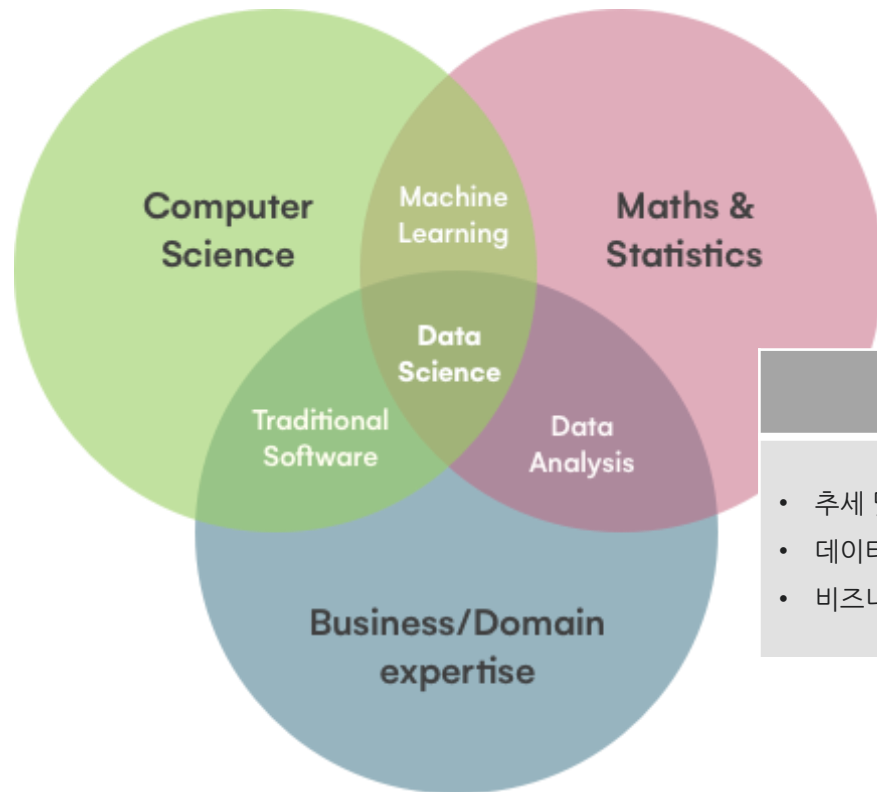 Computer
Science
Machine
Learning
Maths &
Statistics
Data
Science
Traditional
Software
Data
Analysis
Business/Domain
expertise
• 추세
• 데이터
• 비즈니